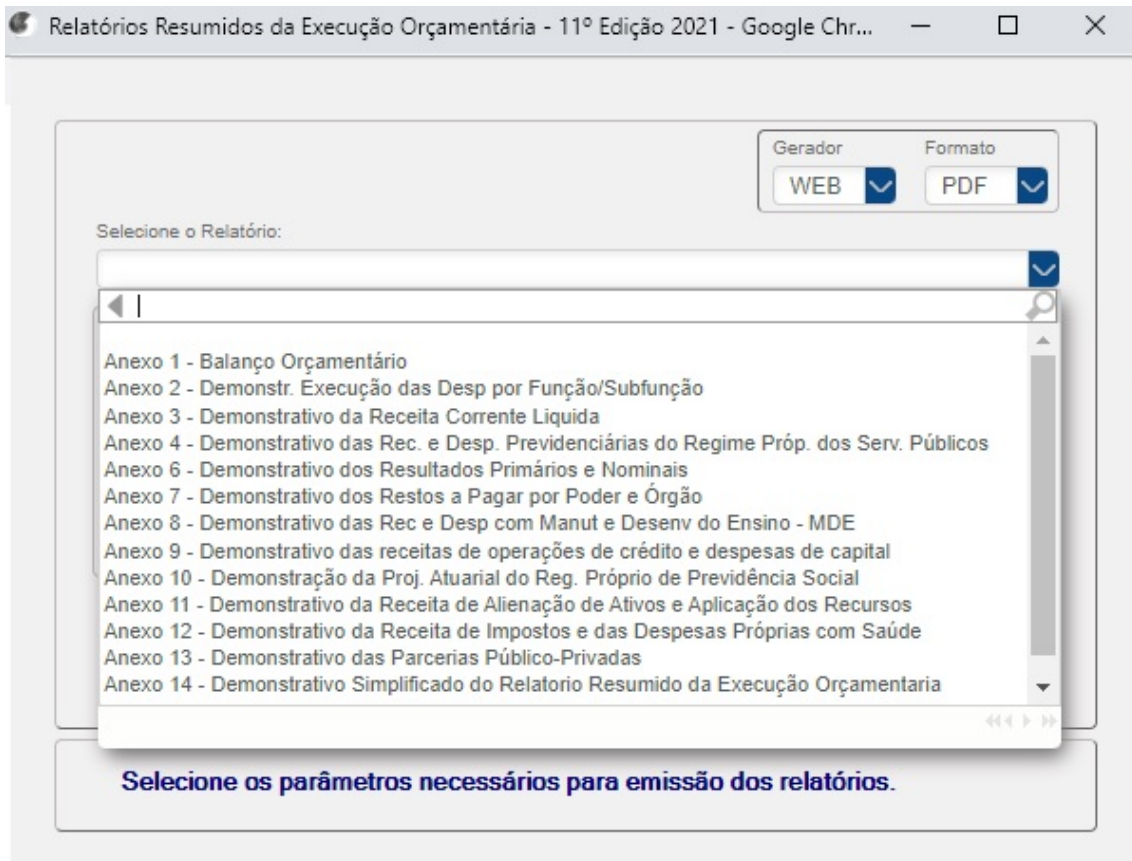 Relatórios Resumidos da Execução Orçamentária - 11º Edição 2021 - Google Chr...
Gerador
Formato
WEB
PDF
Selecione o Relatório:
Anexo 1 - Balanço Orçamentário
Anexo 2 - Demonstr. Execução das Desp por Função/Subfunção
Anexo 3 - Demonstrativo da Receita Corrente Liquida
Anexo 4 - Demonstrativo das Rec. e Desp. Previdenciárias do Regime Próp. dos Serv. Públicos
Anexo 6 - Demonstrativo dos Resultados Primários e Nominais
Anexo 7 - Demonstrativo dos Restos a Pagar por Poder e Órgão
Anexo 8 - Demonstrativo das Rec e Desp com Manut e Desenv do Ensino - MDE
Anexo 9 - Demonstrativo das receitas de operações de crédito e despesas de capital
Anexo 10 - Demonstração da Proj. Atuarial do Reg. Próprio de Previdência Social
Anexo 11 - Demonstrativo da Receita de Alienação de Ativos e Aplicação dos Recursos
Anexo 12 - Demonstrativo da Receita de Impostos e das Despesas Próprias com Saúde
Anexo 13 - Demonstrativo das Parcerias Público-Privadas
Anexo 14 - Demonstrativo Simplificado do Relatorio Resumido da Execução Orçamentaria
Selecione os parâmetros necessários para emissão dos relatórios.